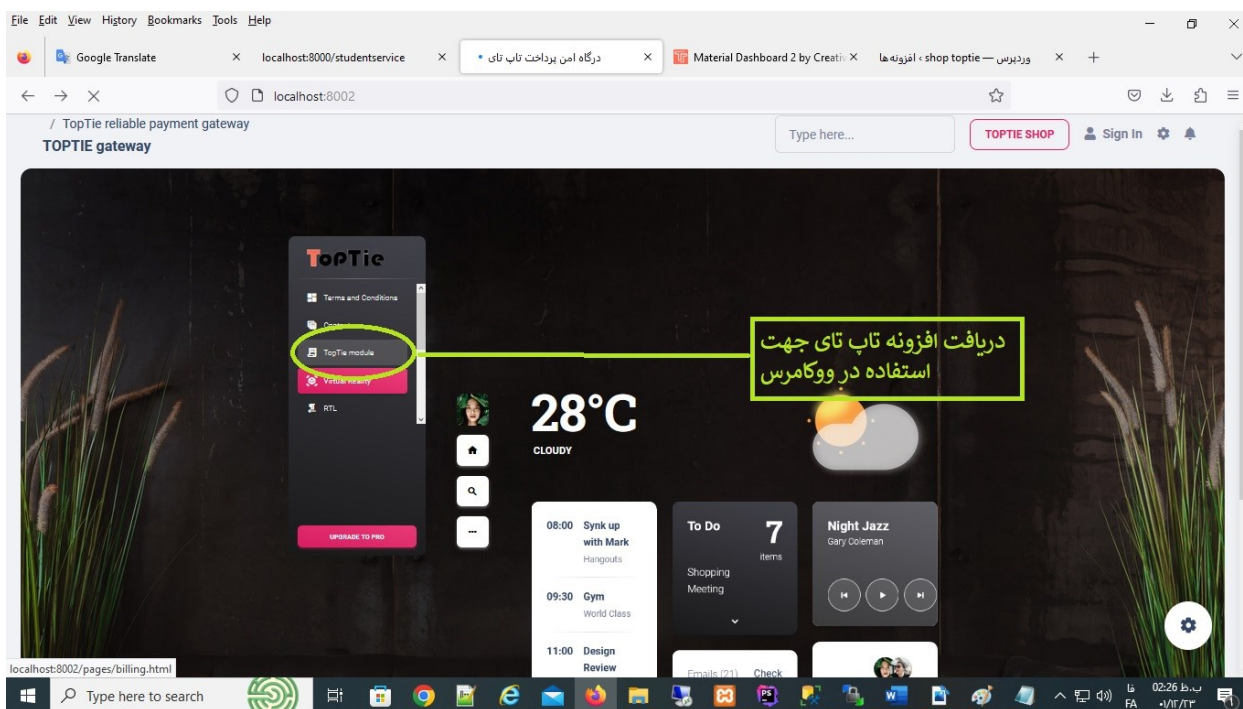 File Edit View History Bookmarks Tools Help
Google Translate
localhost:8000/studentservice
درگاه امن پرداخت تاپ تای
Material Dashboard 2 by Creativ
افزونه ها ‹ shop toptie — وردپرس
localhost:8002
/ TopTie reliable payment gateway
TOPTIE gateway
Type here...
TOPTIE SHOP
Sign In
TopTie
Terms and Conditions
TopTie module
Virtual Reality
RTL
UPGRADE TO PRO
دریافت افزونه تاپ تای جهت
استفاده در ووکامرس
28°C
CLOUDY
08:00 Synk up
with Mark
Hangouts
09:30 Gym
World Class
11:00 Design
Review
To Do 7
items
Shopping
Meeting
Night Jazz
Gary Coleman
Emails (21) Check
localhost:8002/pages/billing.html
Type here to search
فا
FA
02:26 ب.ظ